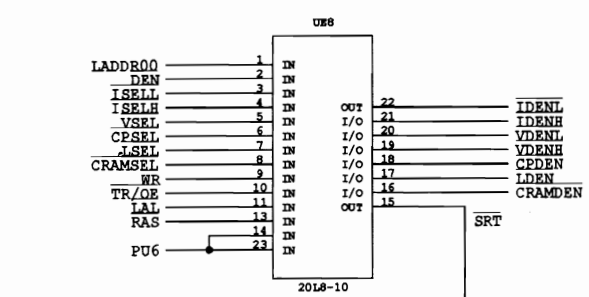 UE8
LADDR00 1 IN
DEN 2 IN
ISELL 3 IN
ISELH 4 IN OUT 22 IDENL
VSEL 5 IN I/O 21 IDENH
CPSEL 6 IN I/O 20 VDENL
LSEL 7 IN I/O 19 VDENH
CRAMSEL 8 IN I/O 18 CPDEN
WR 9 IN I/O 17 LDEN
TR/OE 10 IN I/O 16 CRAMDEN
LAL 11 IN OUT 15
RAS 13 IN SRT
14 IN
PU6 23 IN
20L8-10